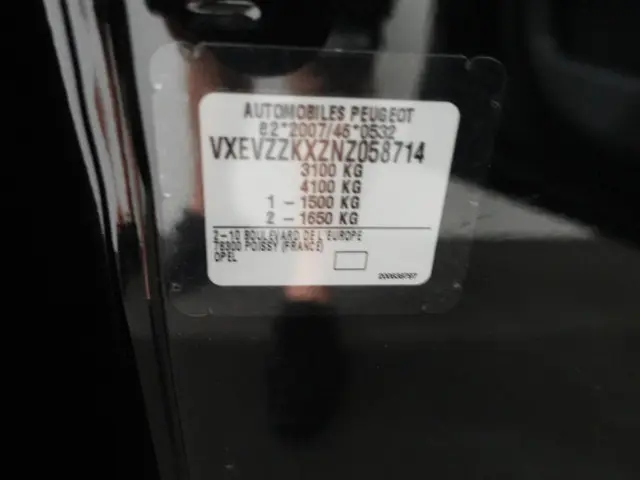 AUTOMOBILES PEUGEOT
e2*2007/46*0532
VXEVZZKXZNZ058714
3100 KG
4100 KG
1 - 1500 KG
2 - 1650 KG
2-10 BOULEVARD DE L'EUROPE
78300 POISSY (FRANCE)
OPEL